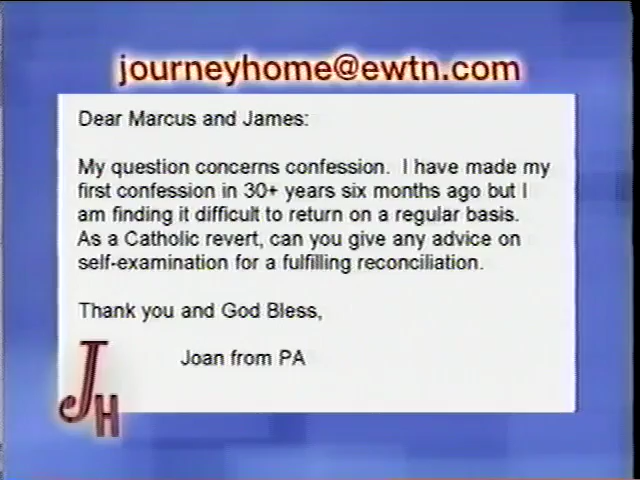 journeyhome@ewtn.com
Dear Marcus and James:
My question concerns confession.  I have made my
first confession in 30+ years six months ago but I
am finding it difficult to return on a regular basis.
As a Catholic revert, can you give any advice on
self-examination for a fulfilling reconciliation.
Thank you and God Bless,
Joan from PA
JH